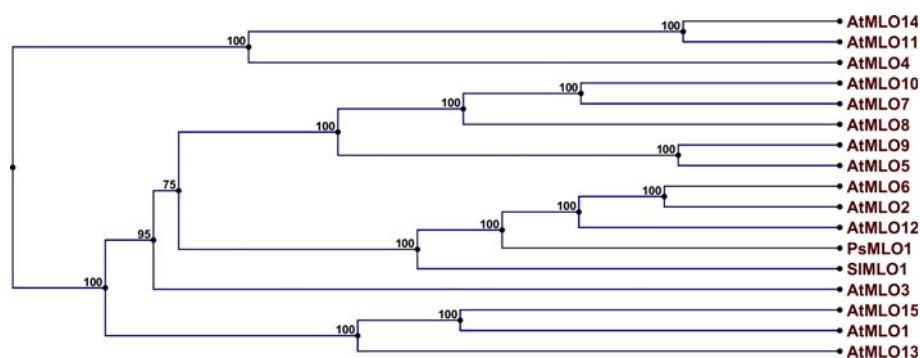 100 100 AtMLO14
AtMLO11
AtMLO4
100 100 100 AtMLO10
AtMLO7
AtMLO8
100 AtMLO9
AtMLO5
75 100 100 100 100 AtMLO6
AtMLO2
AtMLO12
PsMLO1
SlMLO1
95 AtMLO3
100 100 100 AtMLO15
AtMLO1
AtMLO13